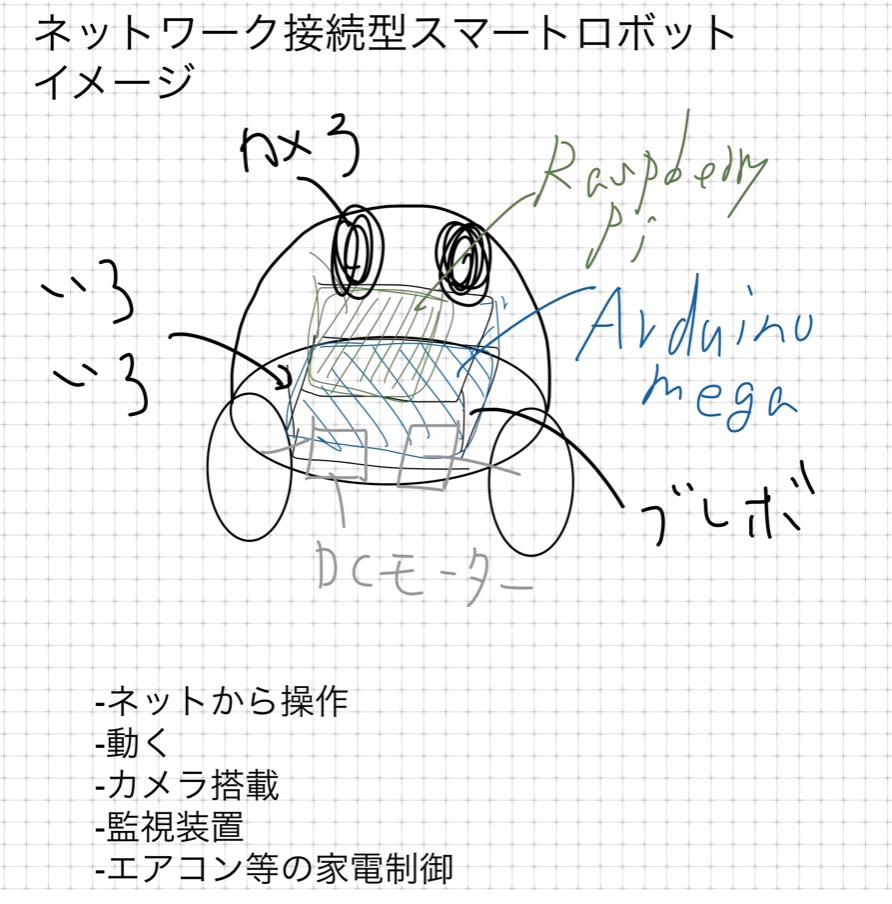 ネットワーク接続型スマートロボット
イメージ
カメラ
Raspberry
Pi
いろ
いろ
Arduino
mega
ブレボ
DCモーター
-ネットから操作
-動く
-カメラ搭載
-監視装置
-エアコン等の家電制御